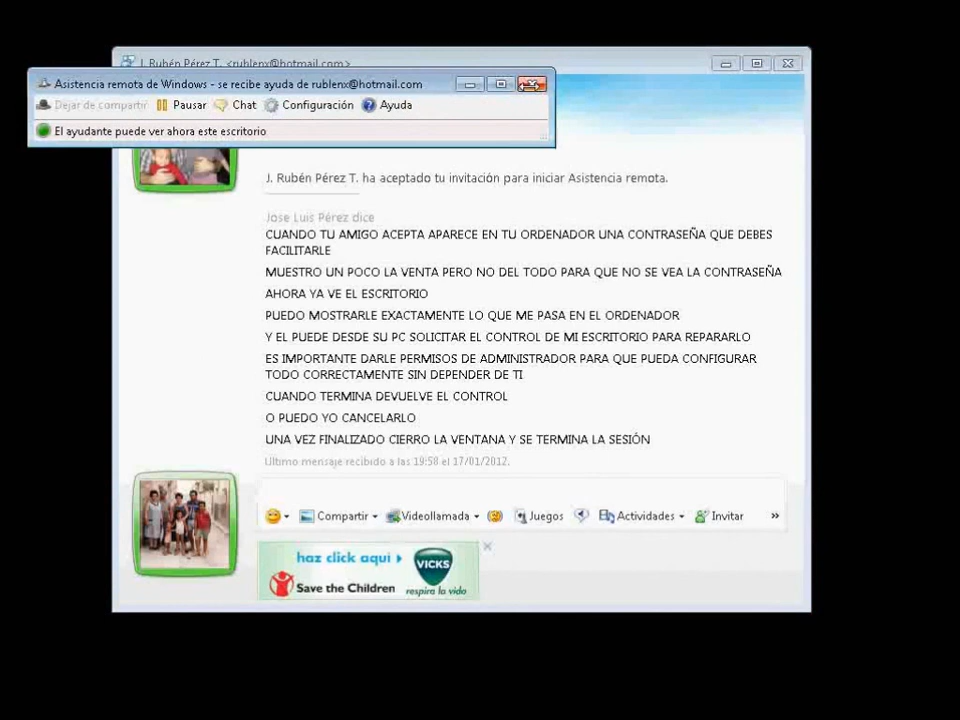 J. Rubén Pérez T. <rublenx@hotmail.com>
Asistencia remota de Windows - se recibe ayuda de rublenx@hotmail.com
Dejar de compartir Pausar Chat Configuración Ayuda
El ayudante puede ver ahora este escritorio
J. Rubén Pérez T. ha aceptado tu invitación para iniciar Asistencia remota.
Jose Luis Pérez dice
CUANDO TU AMIGO ACEPTA APARECE EN TU ORDENADOR UNA CONTRASEÑA QUE DEBES
FACILITARLE
MUESTRO UN POCO LA VENTA PERO NO DEL TODO PARA QUE NO SE VEA LA CONTRASEÑA
AHORA YA VE EL ESCRITORIO
PUEDO MOSTRARLE EXACTAMENTE LO QUE ME PASA EN EL ORDENADOR
Y EL PUEDE DESDE SU PC SOLICITAR EL CONTROL DE MI ESCRITORIO PARA REPARARLO
ES IMPORTANTE DARLE PERMISOS DE ADMINISTRADOR PARA QUE PUEDA CONFIGURAR
TODO CORRECTAMENTE SIN DEPENDER DE TI
CUANDO TERMINA DEVUELVE EL CONTROL
O PUEDO YO CANCELARLO
UNA VEZ FINALIZADO CIERRO LA VENTANA Y SE TERMINA LA SESIÓN
Último mensaje recibido a las 19:58 el 17/01/2012.
Compartir Videollamada Juegos Actividades Invitar »
haz click aquí
VICKS
Save the Children
respira la vida